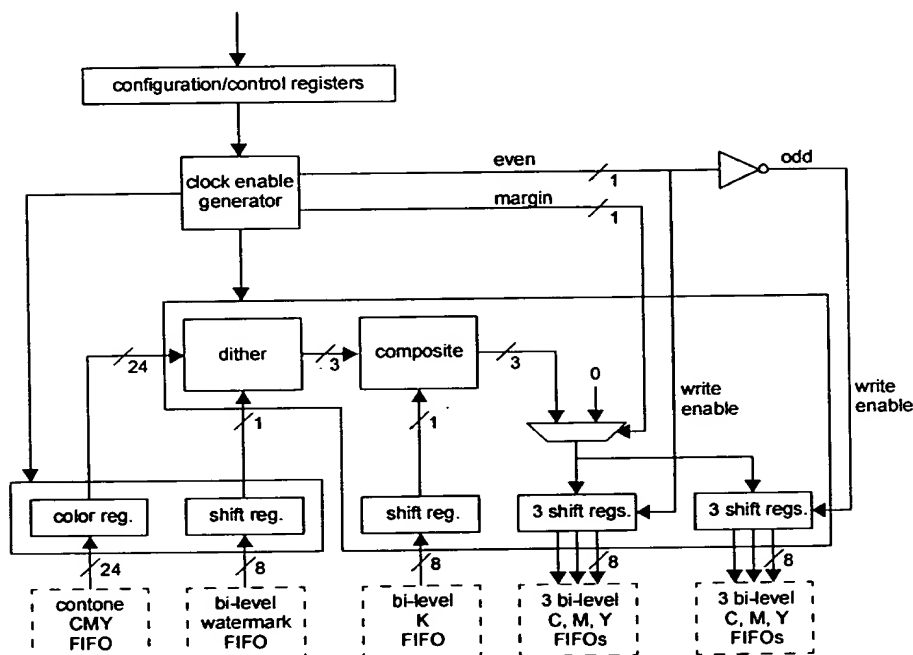 configuration/control registers
clock enable
generator
even
1
odd
margin
1
dither
composite
24
3
3
0
1
1
write
enable
write
enable
color reg.
shift reg.
shift reg.
3 shift regs.
3 shift regs.
24
8
8
8
8
contone
CMY
FIFO
bi-level
watermark
FIFO
bi-level
K
FIFO
3 bi-level
C, M, Y
FIFOs
3 bi-level
C, M, Y
FIFOs